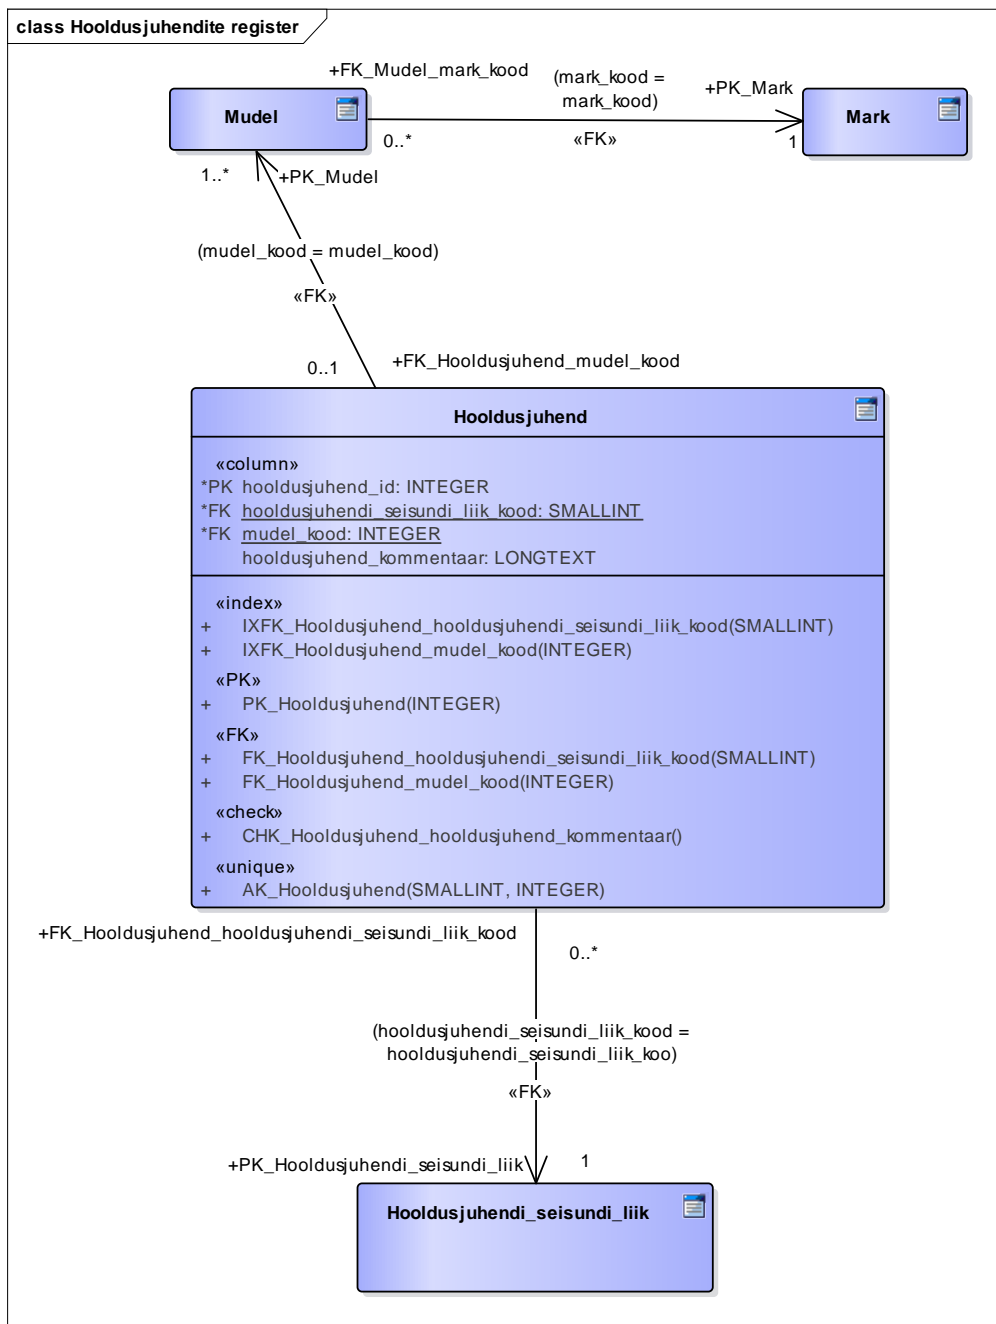 class Hooldusjuhendite register
+FK_Mudel_mark_kood
(mark_kood =
mark_kood)
+PK_Mark
Mudel
Mark
0..*
«FK»
1
1..*
+PK_Mudel
(mudel_kood = mudel_kood)
«FK»
0..1
+FK_Hooldusjuhend_mudel_kood
Hooldusjuhend
«column»
*PK hooldusjuhend_id: INTEGER
*FK hooldusjuhendi_seisundi_liik_kood: SMALLINT
*FK mudel_kood: INTEGER
hooldusjuhend_kommentaar: LONGTEXT
«index»
+ IXFK_Hooldusjuhend_hooldusjuhendi_seisundi_liik_kood(SMALLINT)
+ IXFK_Hooldusjuhend_mudel_kood(INTEGER)
«PK»
+ PK_Hooldusjuhend(INTEGER)
«FK»
+ FK_Hooldusjuhend_hooldusjuhendi_seisundi_liik_kood(SMALLINT)
+ FK_Hooldusjuhend_mudel_kood(INTEGER)
«check»
+ CHK_Hooldusjuhend_hooldusjuhend_kommentaar()
«unique»
+ AK_Hooldusjuhend(SMALLINT, INTEGER)
+FK_Hooldusjuhend_hooldusjuhendi_seisundi_liik_kood
0..*
(hooldusjuhendi_seisundi_liik_kood =
hooldusjuhendi_seisundi_liik_koo)
«FK»
+PK_Hooldusjuhendi_seisundi_liik
1
Hooldusjuhendi_seisundi_liik